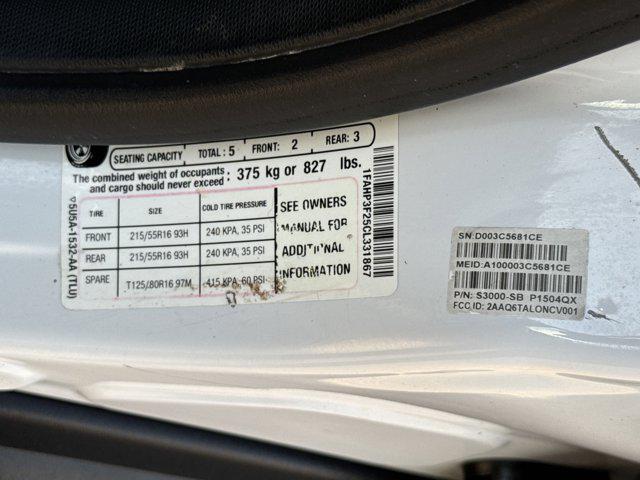 SEATING CAPACITY TOTAL: 5 FRONT: 2 REAR: 3
The combined weight of occupants
and cargo should never exceed: 375 kg or 827 lbs.
TIRE SIZE COLD TIRE PRESSURE
FRONT 215/55R16 93H 240 KPA, 35 PSI
REAR 215/55R16 93H 240 KPA, 35 PSI
SPARE T125/80R16 97M 415 KPA, 60 PSI
SEE OWNERS
MANUAL FOR
ADDITIONAL
INFORMATION
1FAHP3F25CL331867
5U5A-1532-AA (TLU)
SN:D003C5681CE
MEID:A100003C5681CE
P/N: S3000-SB P1504QX
FCC ID: 2AAQ6TALONCV001